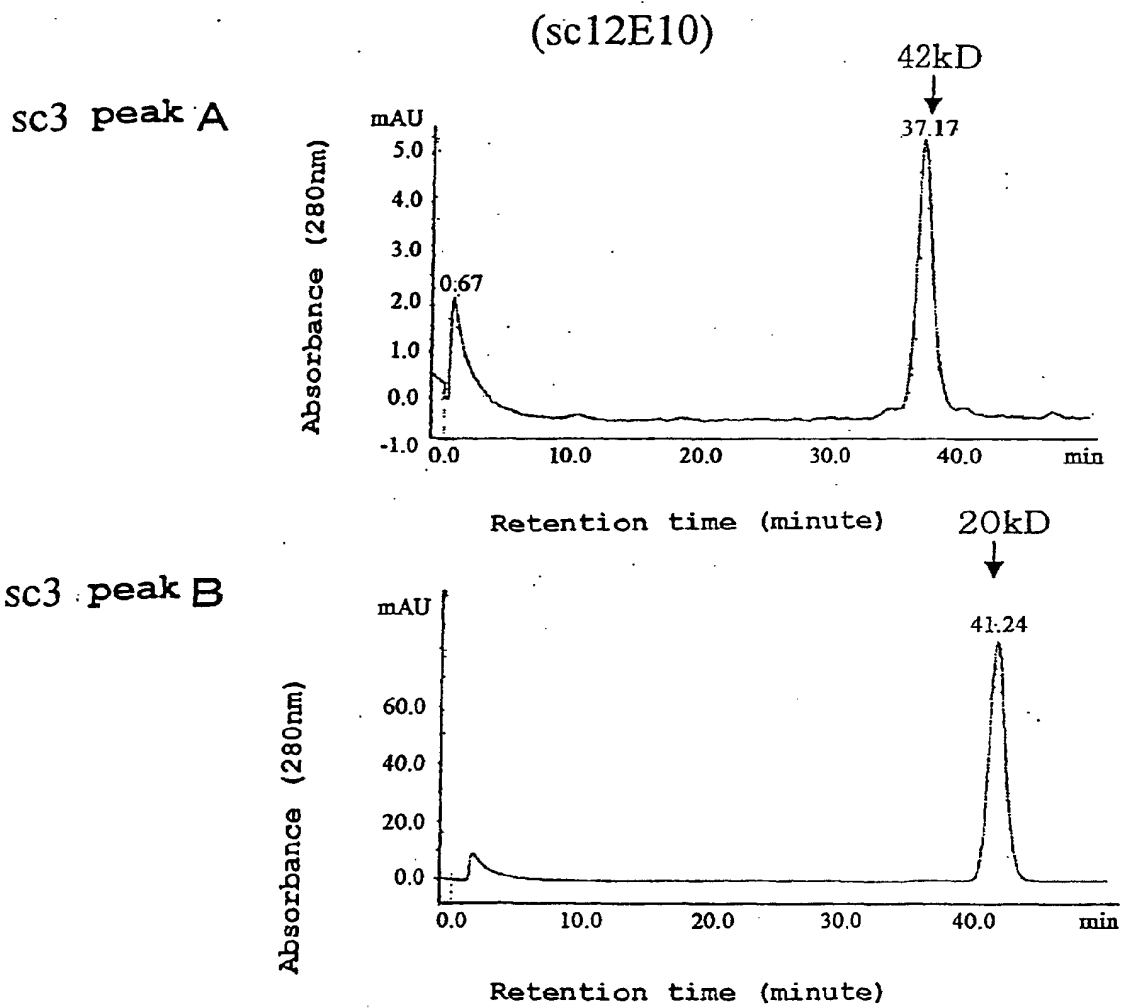 (sc12E10)
42kD
sc3 peak A
mAU
37.17
5.0
4.0
3.0
0.67
2.0
1.0
0.0
-1.0
Absorbance (280nm)
0.0 10.0 20.0 30.0 40.0 min
Retention time (minute)
20kD
sc3 peak B
mAU
41.24
60.0
40.0
20.0
0.0
Absorbance (280nm)
0.0 10.0 20.0 30.0 40.0 min
Retention time (minute)